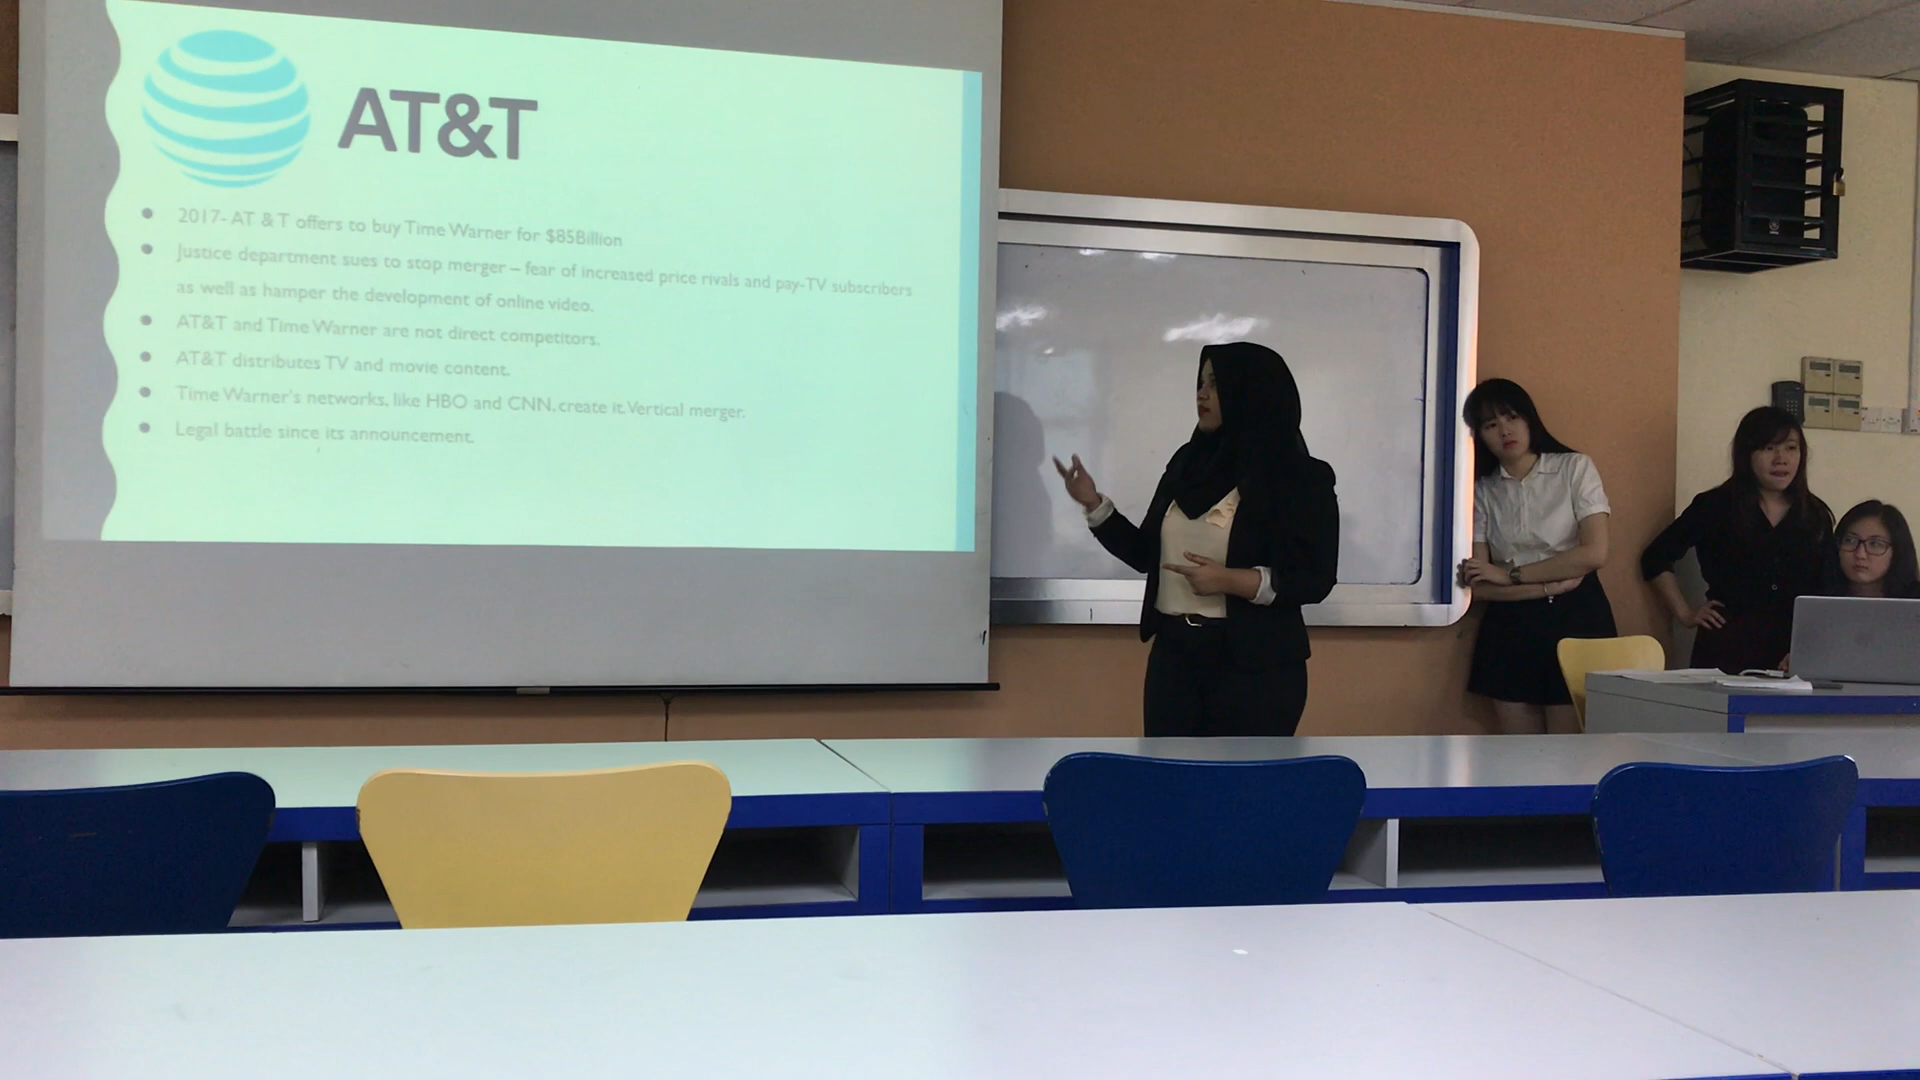 AT&T
2017- AT & T offers to buy Time Warner for $85Billion
Justice department sues to stop merger – fear of increased price rivals and pay-TV subscribers
as well as hamper the development of online video.
AT&T and Time Warner are not direct competitors.
AT&T distributes TV and movie content.
Time Warner's networks, like HBO and CNN, create it. Vertical merger.
Legal battle since its announcement.